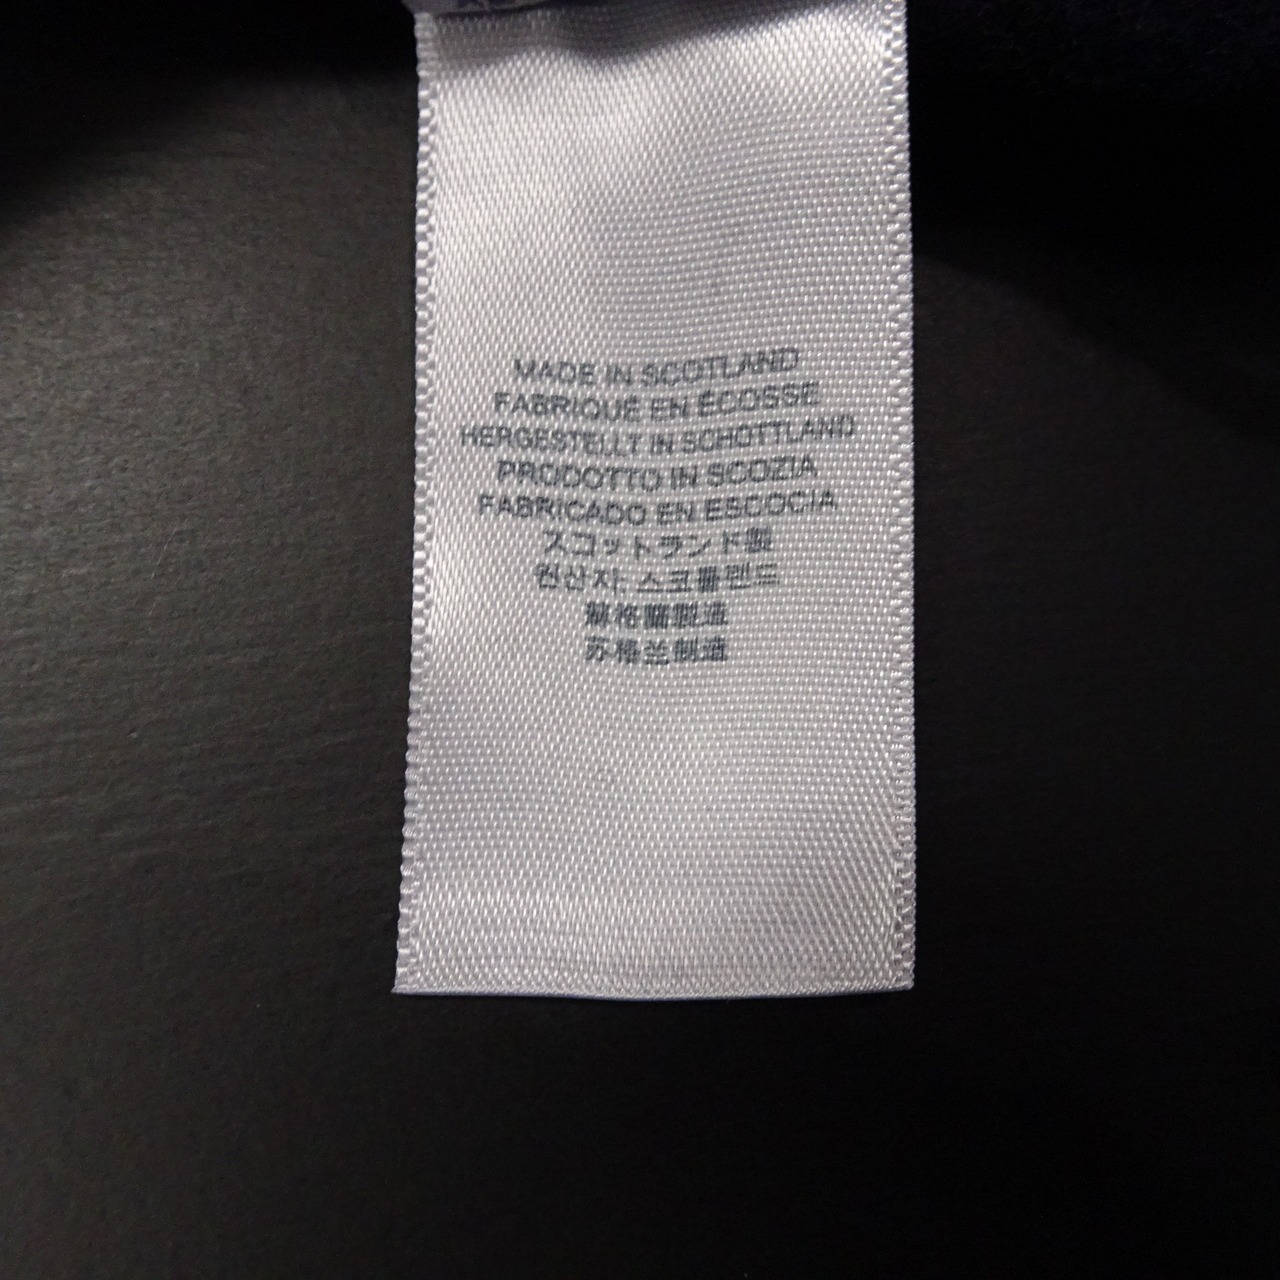 MADE IN SCOTLAND
FABRIQUÉ EN ÉCOSSE
HERGESTELLT IN SCHOTTLAND
PRODOTTO IN SCOZIA
FABRICADO EN ESCOCIA
スコットランド製
원산지: 스코틀랜드
蘇格蘭製造
苏格兰制造